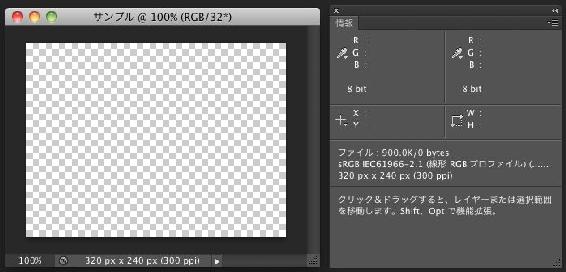 サンプル @ 100% (RGB/32*)
100%
320 px x 240 px (300 ppi)
情報
R :
G :
B :
8 bit
R :
G :
B :
8 bit
X :
Y :
W :
H :
ファイル : 900.0K/0 bytes
sRGB IEC61966-2.1 (線形 RGB プロファイル) (......
320 px x 240 px (300 ppi)
クリック＆ドラッグすると、レイヤーまたは選択範囲
を移動します。Shift、Opt で機能拡張。